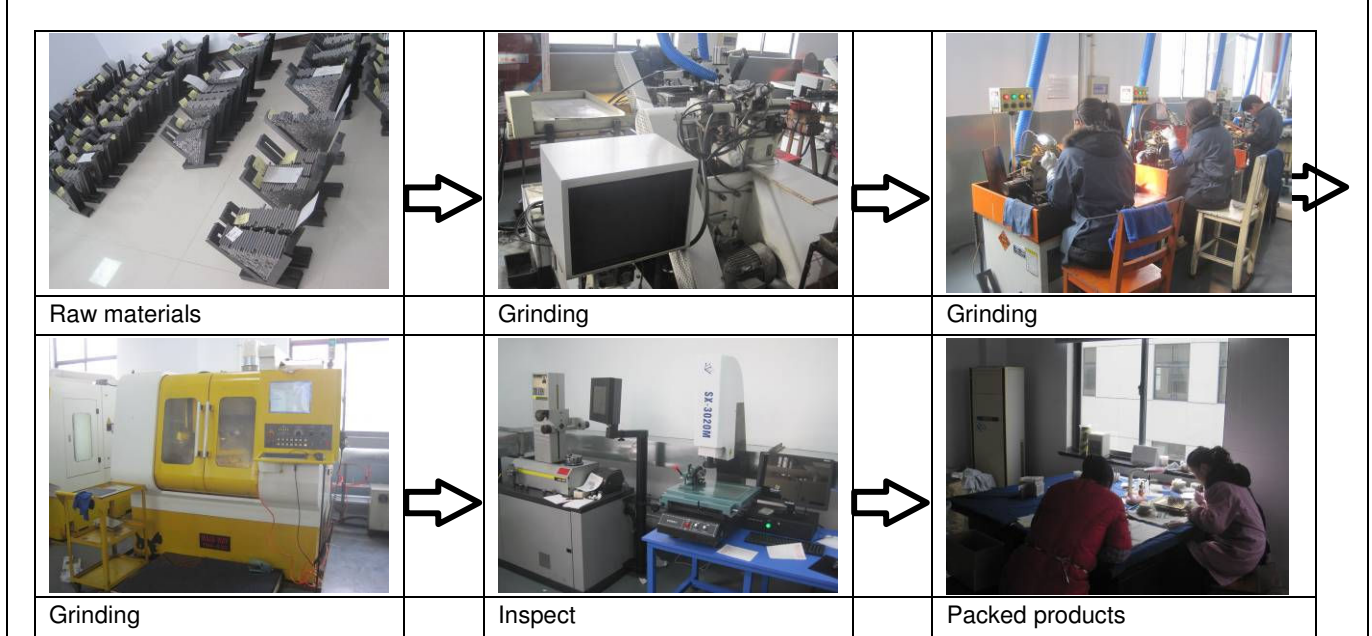 Raw materials
Grinding
Grinding
SX-3020M
Grinding
Inspect
Packed products